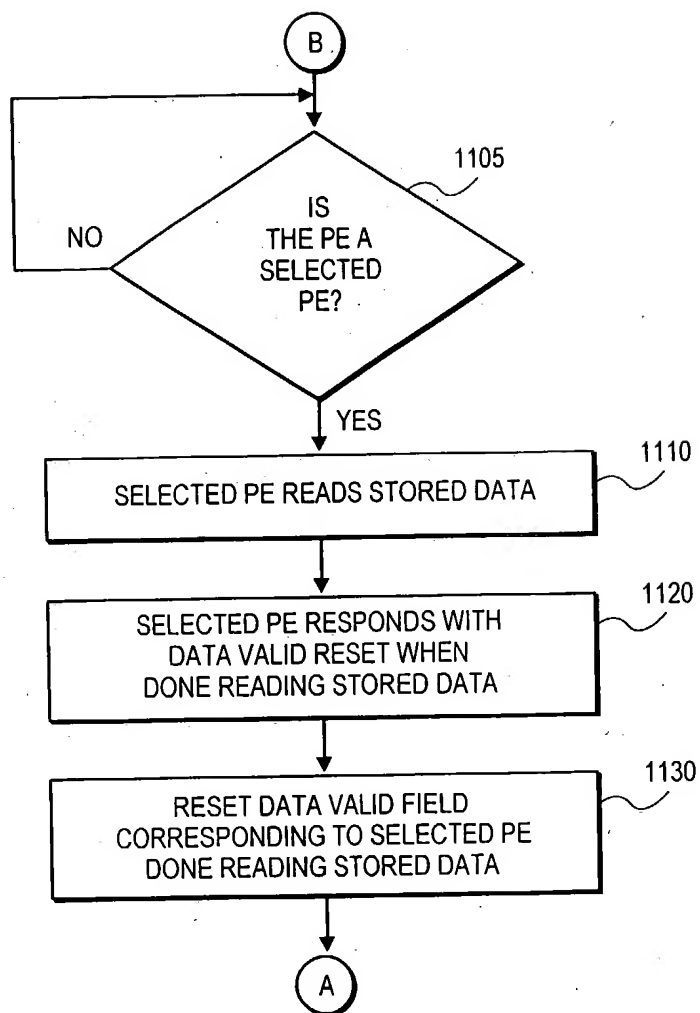 B
1105
IS
THE PE A
SELECTED
PE?
NO
YES
1110
SELECTED PE READS STORED DATA
1120
SELECTED PE RESPONDS WITH
DATA VALID RESET WHEN
DONE READING STORED DATA
1130
RESET DATA VALID FIELD
CORRESPONDING TO SELECTED PE
DONE READING STORED DATA
A